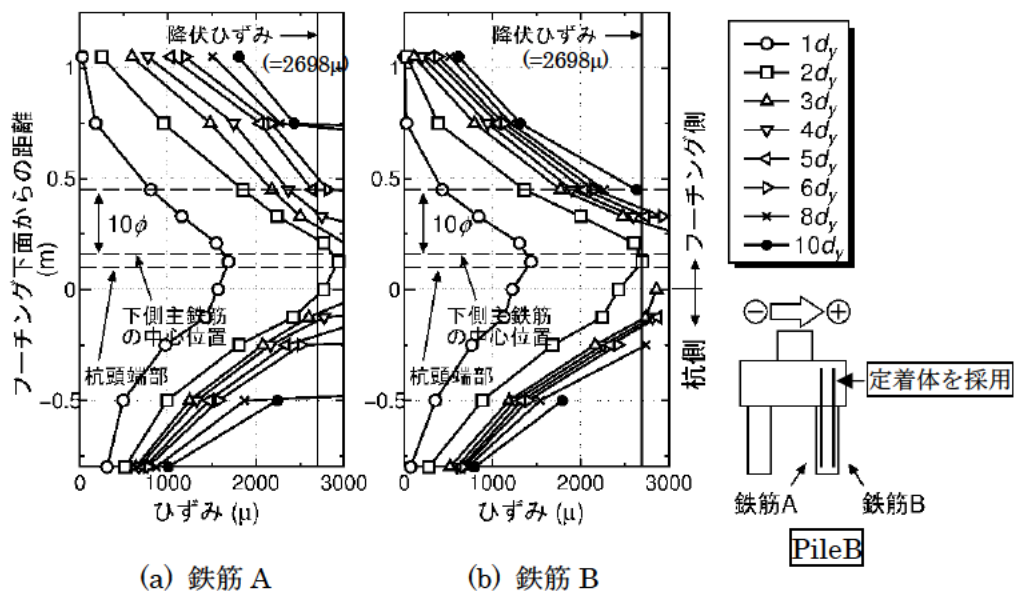 フーチング下面からの距離
(m)
1
0.5
0
−0.5
降伏ひずみ
(=2698μ)
10ϕ
下側主鉄筋
の中心位置
杭頭端部
0
1000
2000
3000
ひずみ (μ)
(a) 鉄筋 A
降伏ひずみ
(=2698μ)
10ϕ
下側主鉄筋
の中心位置
杭頭端部
0
1000
2000
3000
ひずみ (μ)
(b) 鉄筋 B
フーチング側
杭側
1dy
2dy
3dy
4dy
5dy
6dy
8dy
10dy
⊖
⊕
定着体を採用
鉄筋A
鉄筋B
PileB